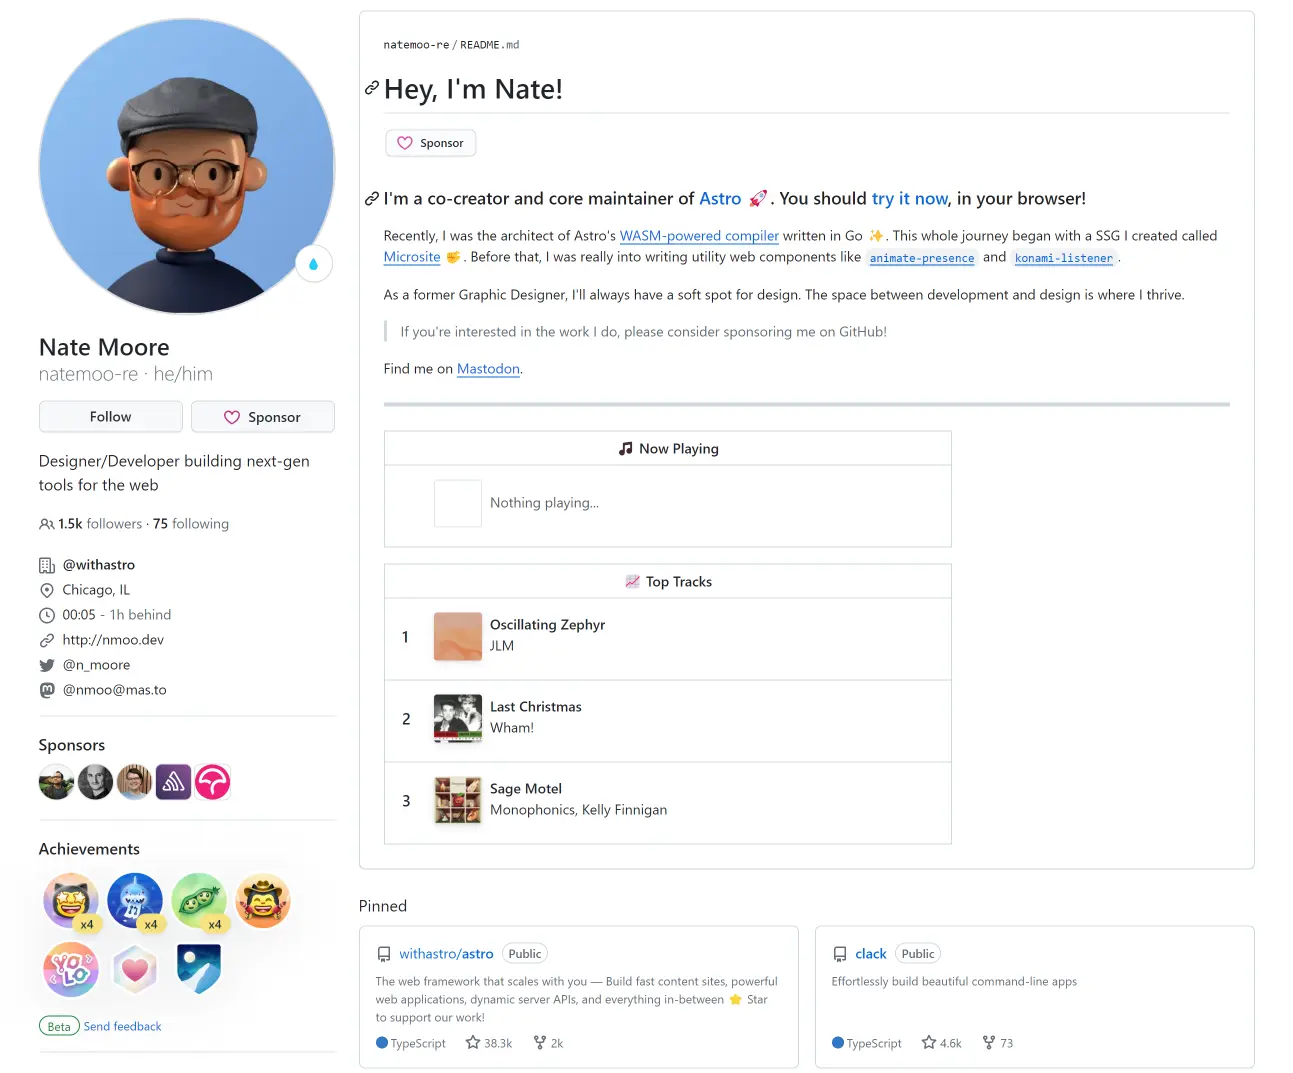 Nate Moore
natemoo-re · he/him
Follow
Sponsor
Designer/Developer building next-gen
tools for the web
1.5k followers · 75 following
@withastro
Chicago, IL
00:05 - 1h behind
http://nmoo.dev
@n_moore
@nmoo@mas.to
Sponsors
Achievements
x4
x4
x4
YOLO
Beta Send feedback
natemoo-re / README.md
Hey, I'm Nate!
Sponsor
I'm a co-creator and core maintainer of Astro 🚀. You should try it now, in your browser!
Recently, I was the architect of Astro's WASM-powered compiler written in Go ✨. This whole journey began with a SSG I created called
Microsite ✊. Before that, I was really into writing utility web components like animate-presence and konami-listener.
As a former Graphic Designer, I'll always have a soft spot for design. The space between development and design is where I thrive.
If you're interested in the work I do, please consider sponsoring me on GitHub!
Find me on Mastodon.
🎵 Now Playing
Nothing playing...
📈 Top Tracks
1
Oscillating Zephyr
JLM
2
Last Christmas
Wham!
3
Sage Motel
Monophonics, Kelly Finnigan
Pinned
withastro/astro Public
The web framework that scales with you — Build fast content sites, powerful
web applications, dynamic server APIs, and everything in-between ⭐ Star
to support our work!
TypeScript 38.3k 2k
clack Public
Effortlessly build beautiful command-line apps
TypeScript 4.6k 73